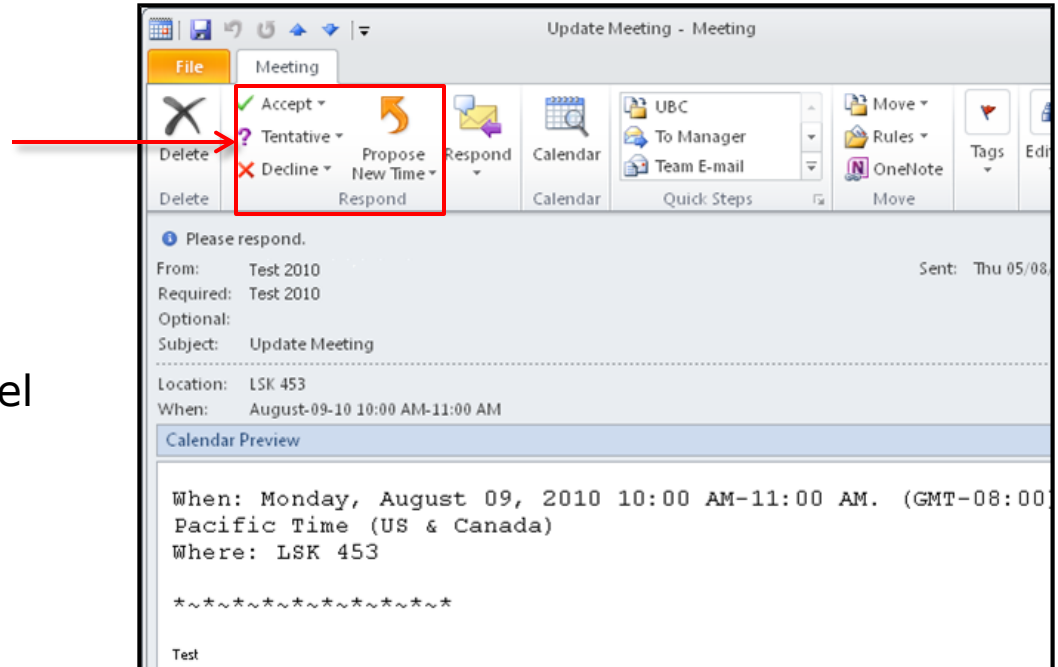 Update Meeting - Meeting
File Meeting
Accept
Tentative
Decline
Delete
Propose
New Time
Respond
Calendar
UBC
To Manager
Team E-mail
Move
Rules
OneNote
Tags
Delete Respond Calendar Quick Steps Move
Please respond.
From: Test 2010 Sent: Thu 05/08
Required: Test 2010
Optional:
Subject: Update Meeting
el
Location: LSK 453
When: August-09-10 10:00 AM-11:00 AM
Calendar Preview
When: Monday, August 09, 2010 10:00 AM-11:00 AM. (GMT-08:00)
Pacific Time (US & Canada)
Where: LSK 453
*~*~*~*~*~*~*~*~*~*
Test